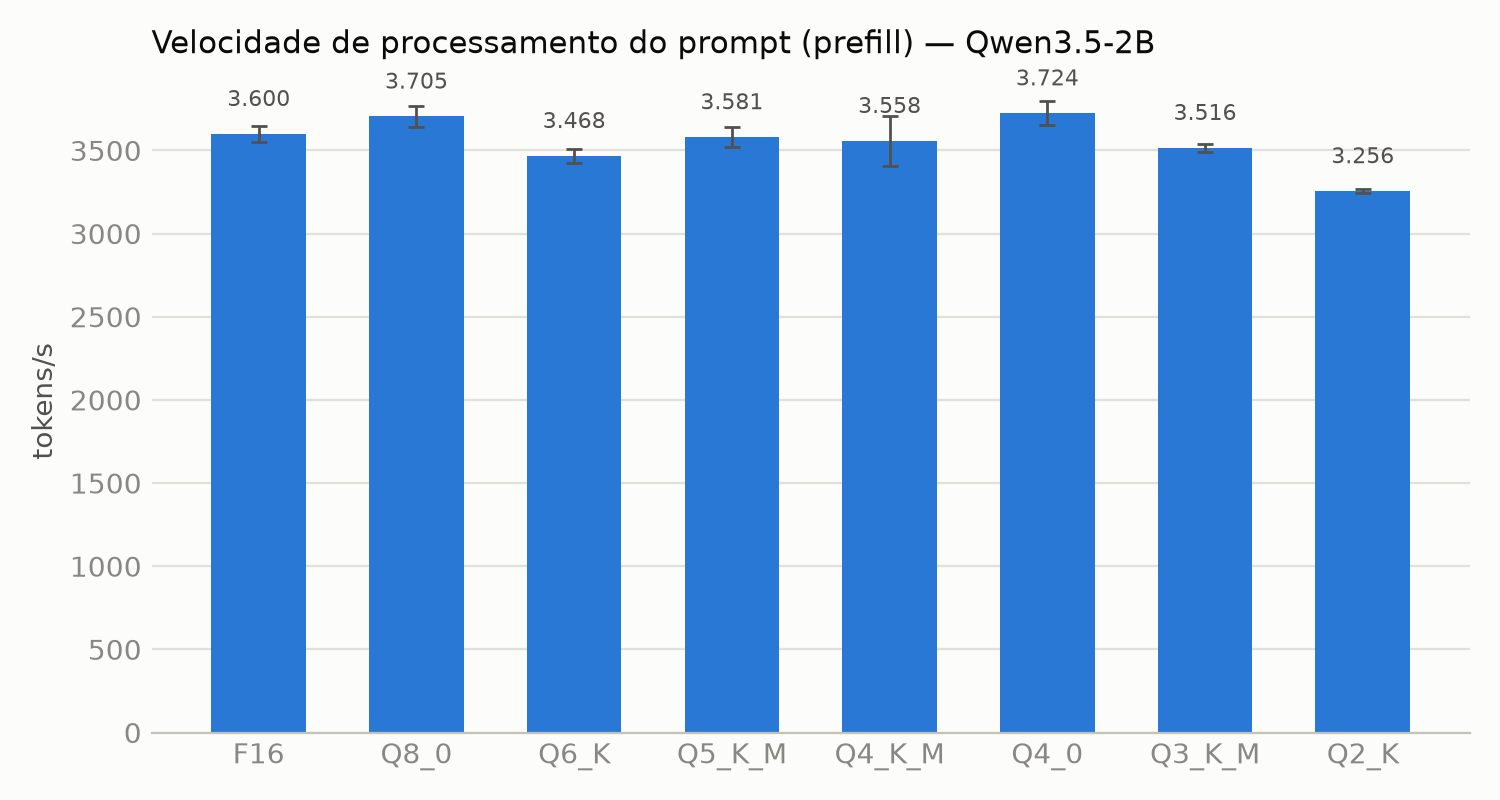 Velocidade de processamento do prompt (prefill) — Qwen3.5-2B
3.600
3.705
3.468
3.581
3.558
3.724
3.516
3.256
tokens/s
3500
3000
2500
2000
1500
1000
500
0
F16
Q8_0
Q6_K
Q5_K_M
Q4_K_M
Q4_0
Q3_K_M
Q2_K